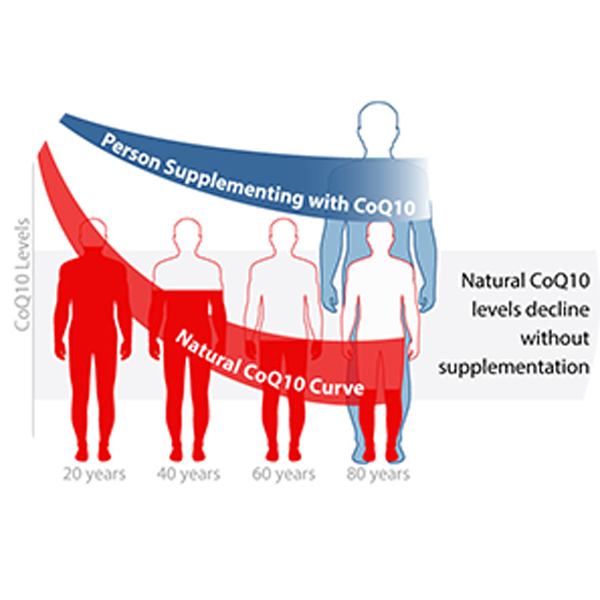 Person Supplementing with CoQ10
CoQ10 Levels
Natural CoQ10 Curve
Natural CoQ10
levels decline
without
supplementation
20 years
40 years
60 years
80 years